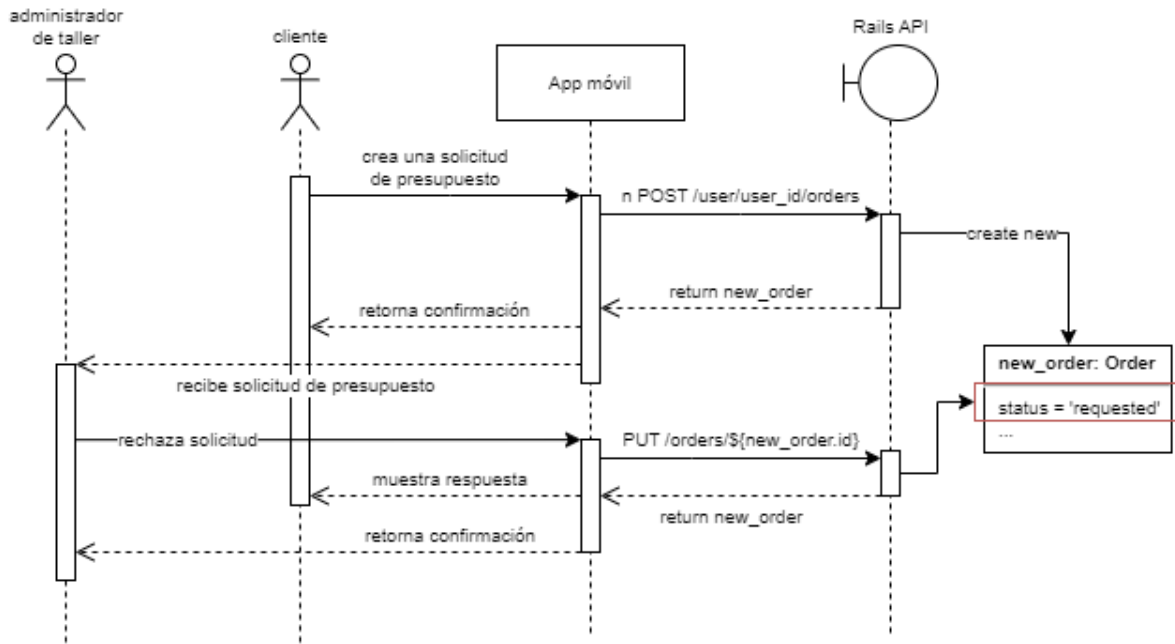 administrador
de taller
cliente
App móvil
Rails API
crea una solicitud
de presupuesto
n POST /user/user_id/orders
create new
return new_order
retorna confirmación
new_order: Order
recibe solicitud de presupuesto
status = 'requested'
...
rechaza solicitud
PUT /orders/${new_order.id}
muestra respuesta
return new_order
retorna confirmación